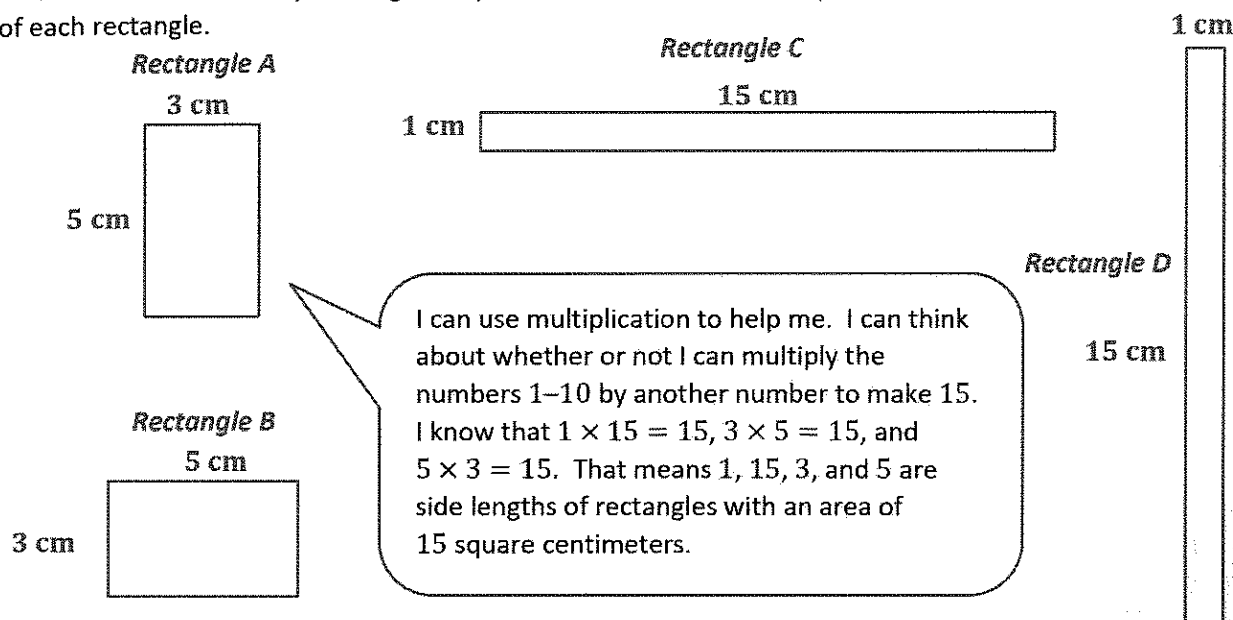 of each rectangle.
Rectangle A
3 cm
5 cm
Rectangle C
15 cm
1 cm
1 cm
Rectangle D
15 cm
I can use multiplication to help me. I can think
about whether or not I can multiply the
numbers 1–10 by another number to make 15.
I know that 1 × 15 = 15, 3 × 5 = 15, and
5 × 3 = 15. That means 1, 15, 3, and 5 are
side lengths of rectangles with an area of
15 square centimeters.
Rectangle B
5 cm
3 cm